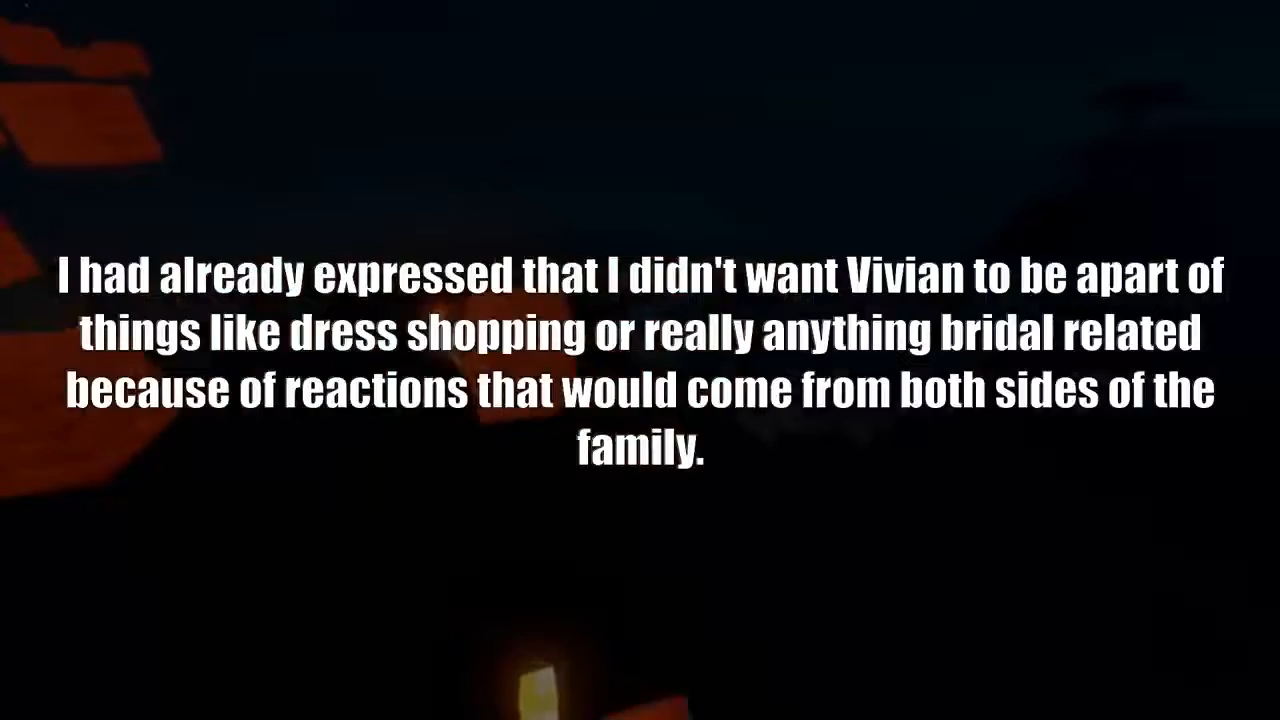 I had already expressed that I didn't want Vivian to be apart of
things like dress shopping or really anything bridal related
because of reactions that would come from both sides of the
family.